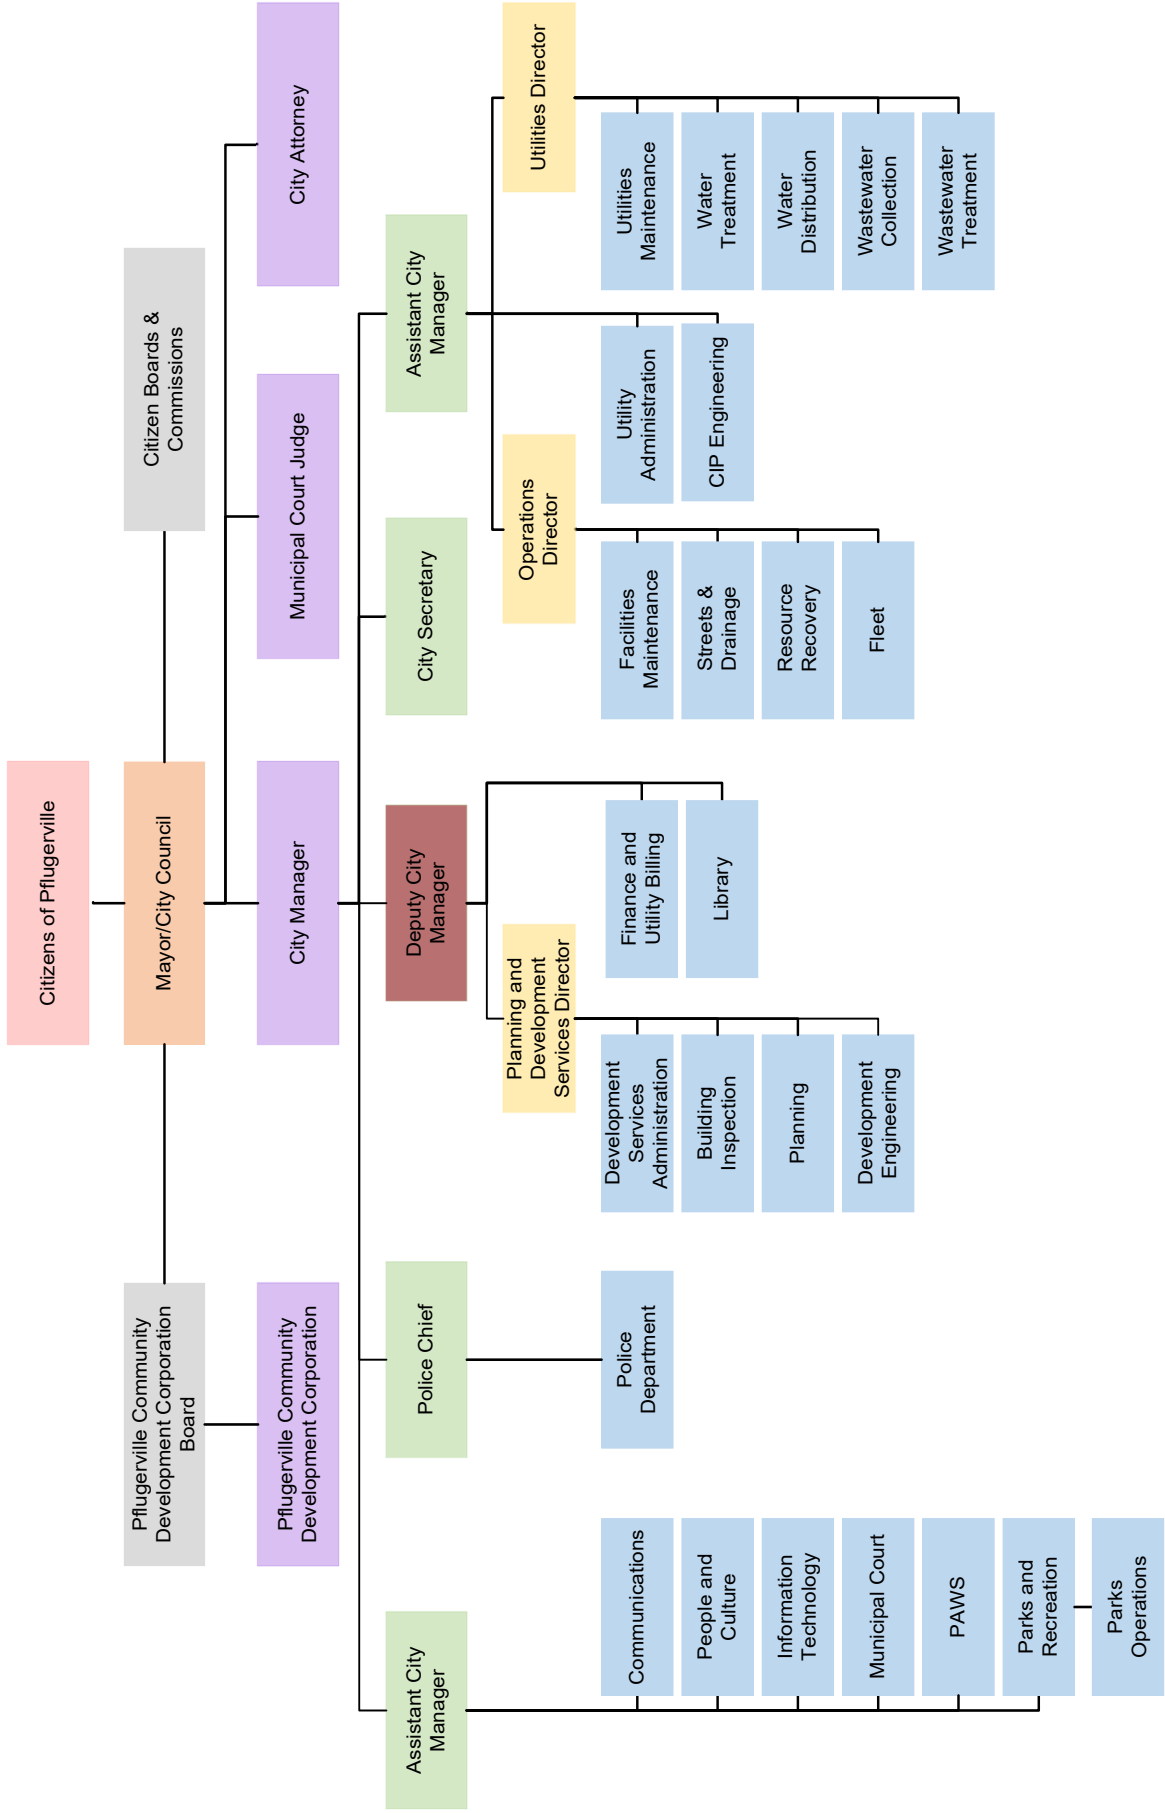 Citizens of Pflugerville
Pflugerville Community
Development Corporation
Board
Mayor/City Council
Citizen Boards &
Commissions
Pflugerville Community
Development Corporation
City Manager
Municipal Court Judge
City Attorney
Assistant City
Manager
Police Chief
Deputy City
Manager
City Secretary
Assistant City
Manager
Planning and
Development
Services Director
Operations
Director
Utilities Director
Communications
People and
Culture
Information
Technology
Municipal Court
PAWS
Parks and
Recreation
Parks
Operations
Police
Department
Development
Services
Administration
Building
Inspection
Planning
Development
Engineering
Finance and
Utility Billing
Library
Facilities
Maintenance
Streets &
Drainage
Resource
Recovery
Fleet
Utility
Administration
CIP Engineering
Utilities
Maintenance
Water
Treatment
Water
Distribution
Wastewater
Collection
Wastewater
Treatment